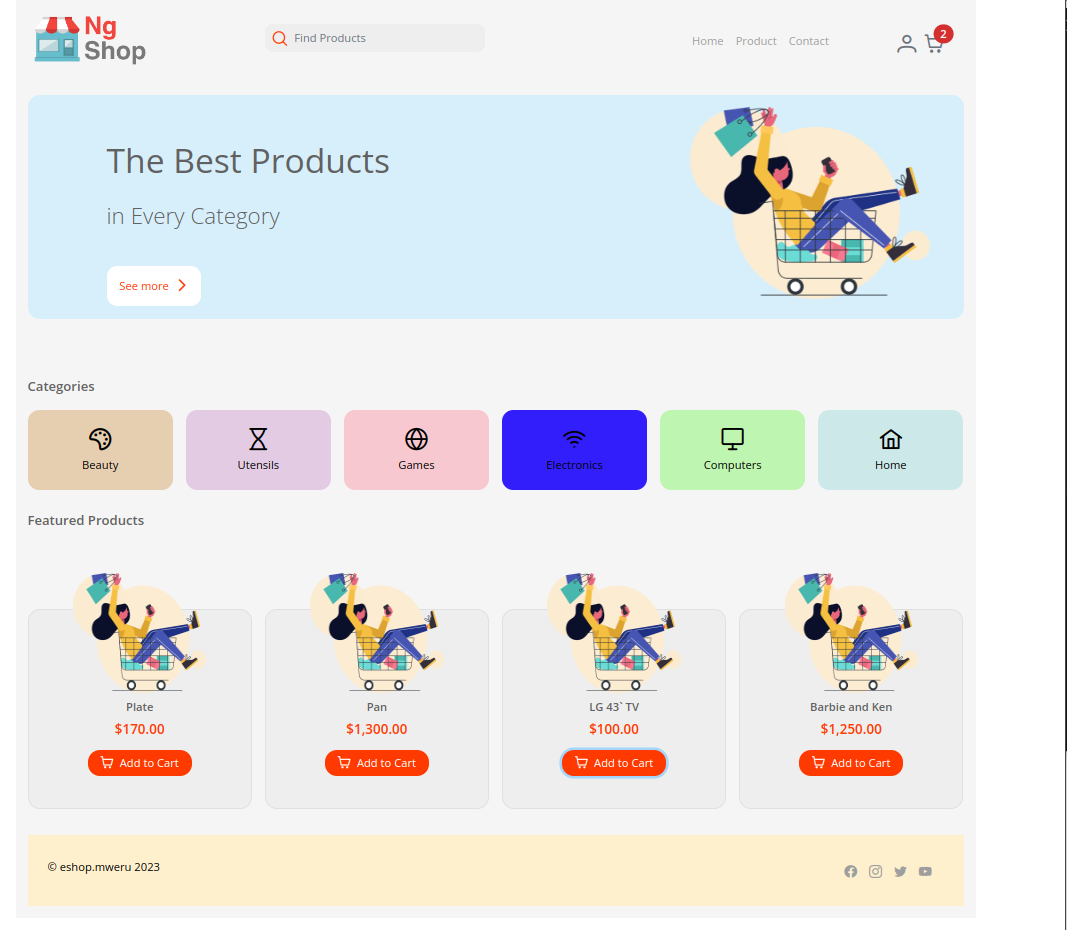 Ng
Shop
Find Products
Home Product Contact
2
The Best Products
in Every Category
See more
Categories
Beauty Utensils Games Electronics Computers Home
Featured Products
Plate Pan LG 43` TV Barbie and Ken
$170.00 $1,300.00 $100.00 $1,250.00
Add to Cart Add to Cart Add to Cart Add to Cart
© eshop.mweru 2023